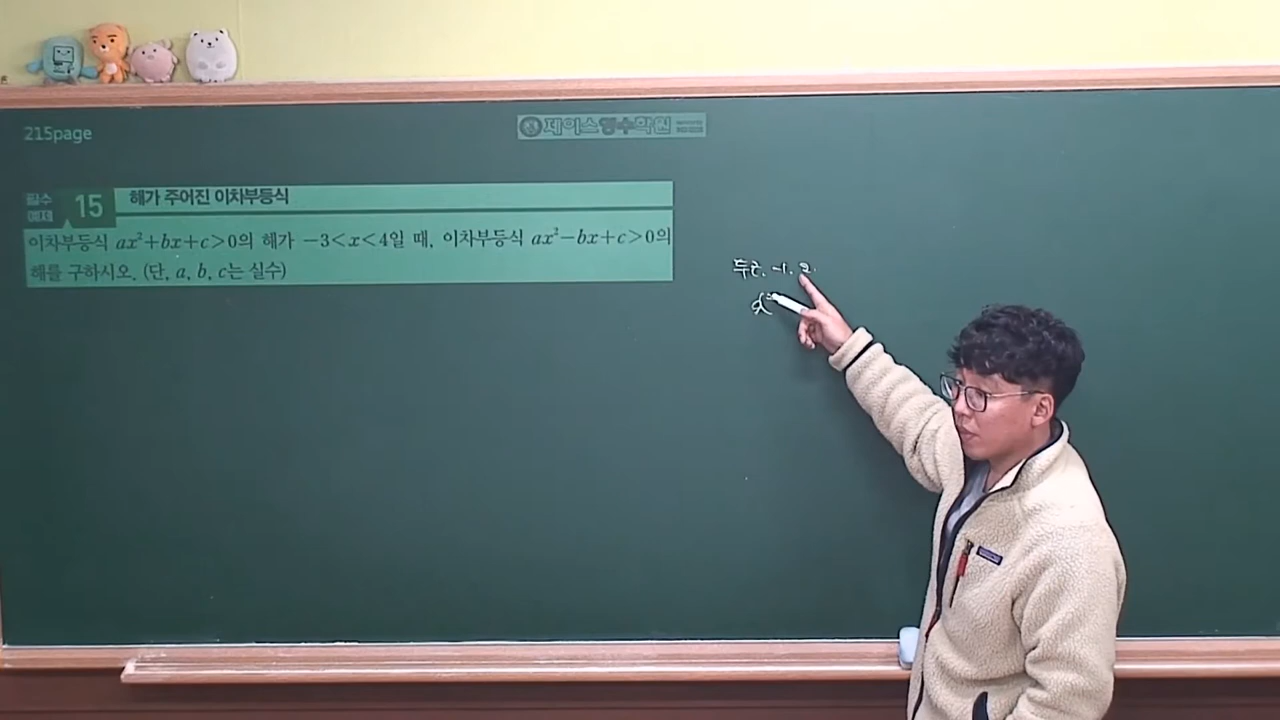 215page
제이스영수학원
필수
예제 15 해가 주어진 이차부등식
이차부등식 ax²+bx+c>0의 해가 −3<x<4일 때, 이차부등식 ax²−bx+c>0의
해를 구하시오. (단, a, b, c는 실수)
두근. -1. 2.